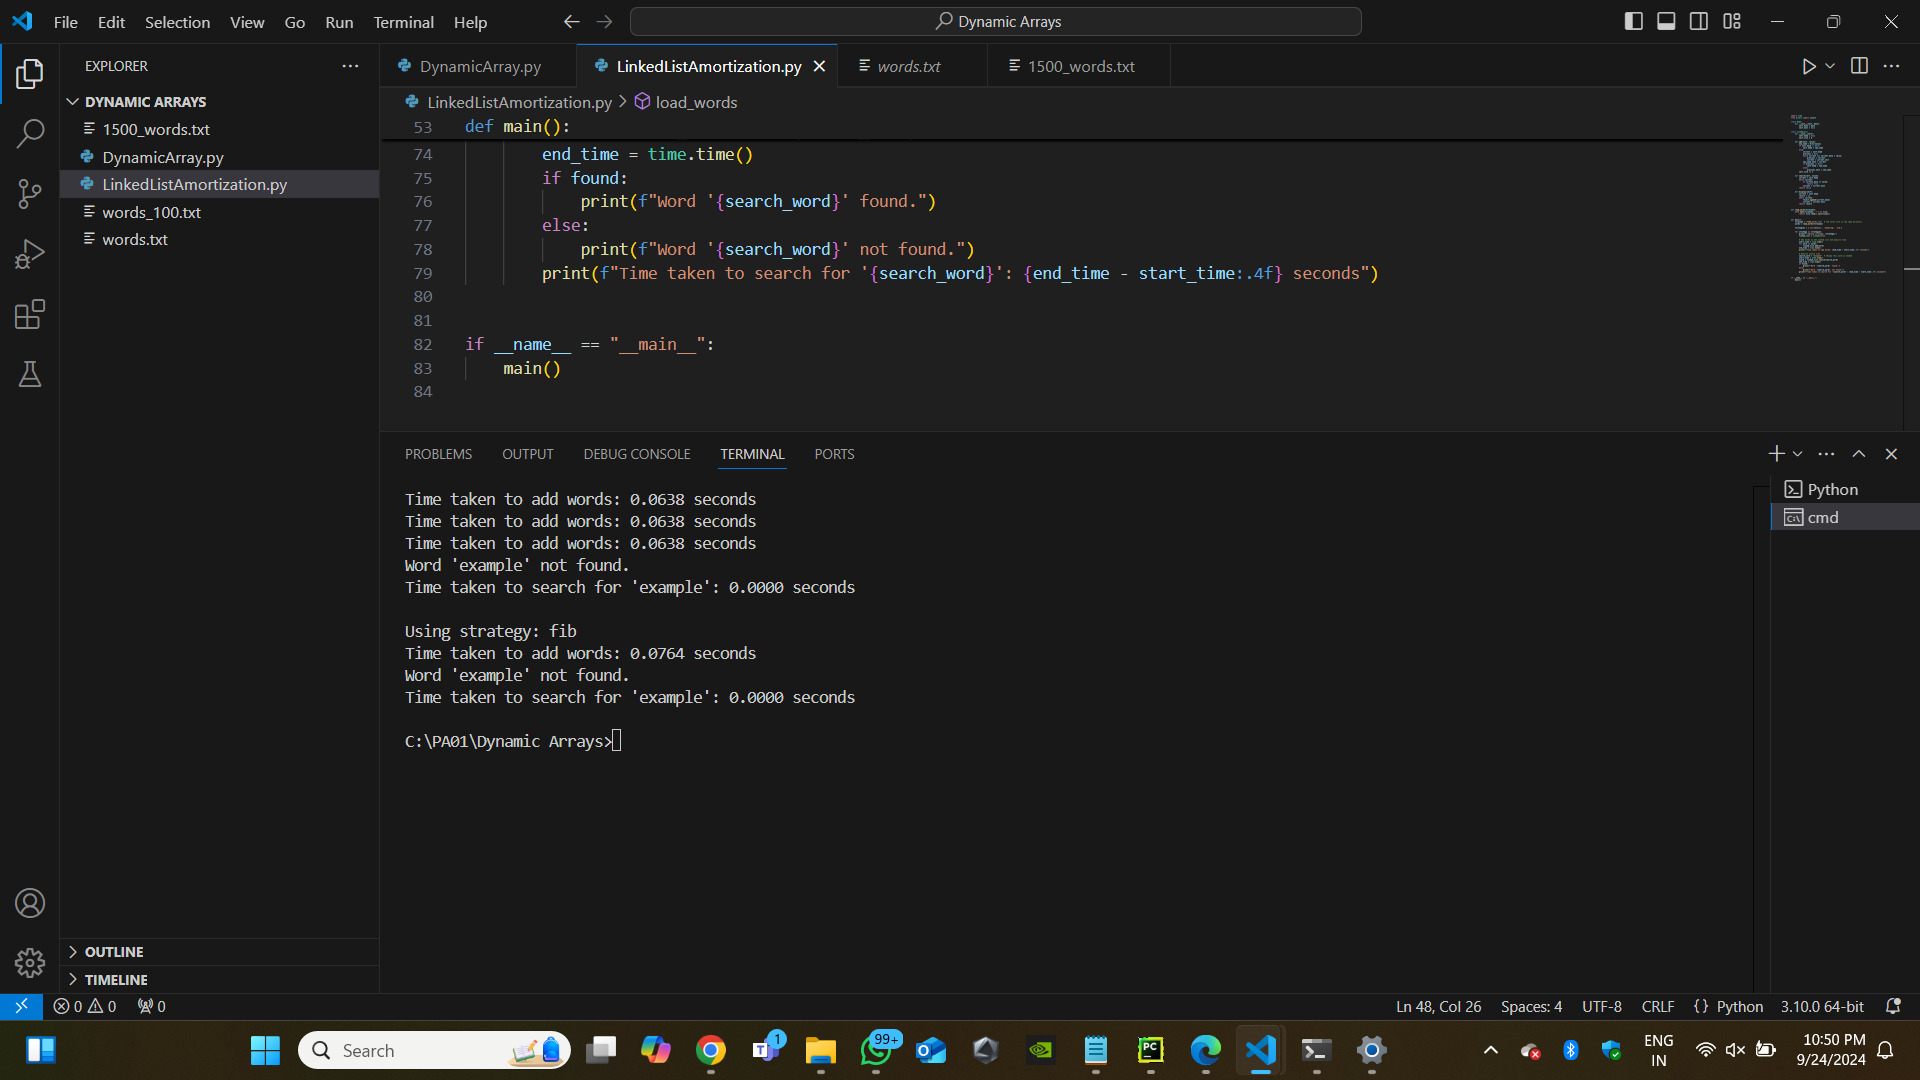 File Edit Selection View Go Run Terminal Help
Dynamic Arrays
EXPLORER
DYNAMIC ARRAYS
1500_words.txt
DynamicArray.py
LinkedListAmortization.py
words_100.txt
words.txt
OUTLINE
TIMELINE
DynamicArray.py LinkedListAmortization.py words.txt 1500_words.txt
LinkedListAmortization.py > load_words
53 def main():
74 end_time = time.time()
75 if found:
76 print(f"Word '{search_word}' found.")
77 else:
78 print(f"Word '{search_word}' not found.")
79 print(f"Time taken to search for '{search_word}': {end_time - start_time:.4f} seconds")
80
81
82 if __name__ == "__main__":
83 main()
84
PROBLEMS OUTPUT DEBUG CONSOLE TERMINAL PORTS
Time taken to add words: 0.0638 seconds
Time taken to add words: 0.0638 seconds
Time taken to add words: 0.0638 seconds
Word 'example' not found.
Time taken to search for 'example': 0.0000 seconds
Using strategy: fib
Time taken to add words: 0.0764 seconds
Word 'example' not found.
Time taken to search for 'example': 0.0000 seconds
C:\PA01\Dynamic Arrays>
Python
cmd
0 0 0
Ln 48, Col 26 Spaces: 4 UTF-8 CRLF {} Python 3.10.0 64-bit
Search
1
99+
PC
ENG
IN
10:50 PM
9/24/2024